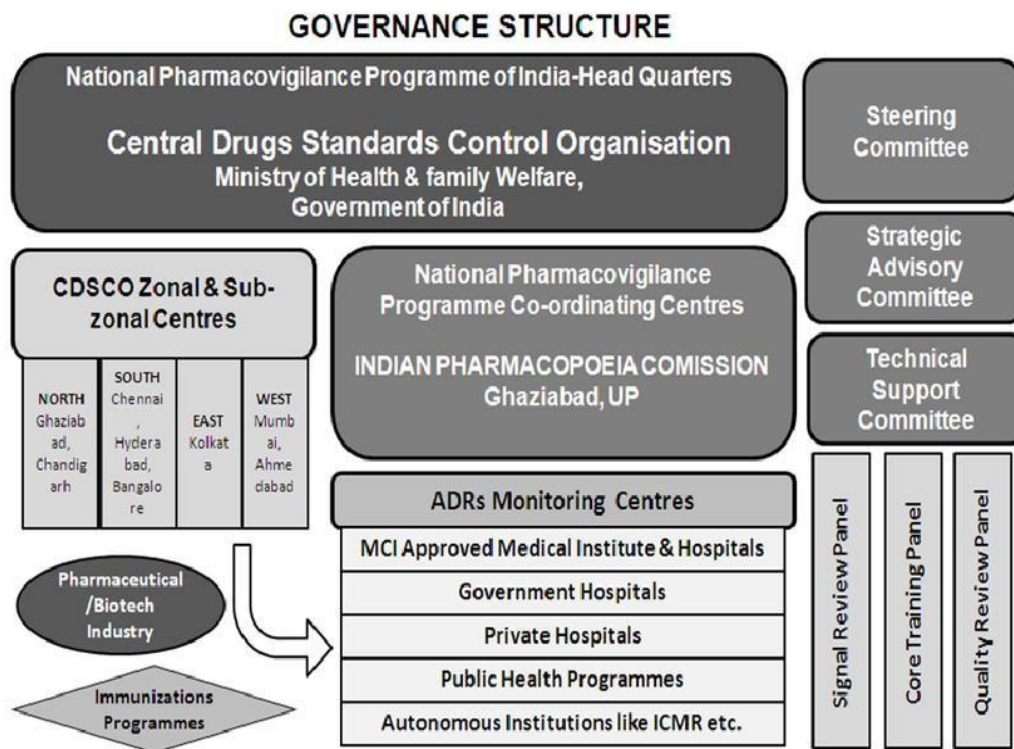 GOVERNANCE STRUCTURE
National Pharmacovigilance Programme of India-Head Quarters
Central Drugs Standards Control Organisation
Ministry of Health & family Welfare,
Government of India
Steering
Committee
Strategic
Advisory
Committee
Technical
Support
Committee
CDSCO Zonal & Sub-
zonal Centres
NORTH
Ghaziab
ad,
Chandig
arh
SOUTH
Chennai
,
Hydera
bad,
Bangalo
re
EAST
Kolkat
a
WEST
Mumb
ai,
Ahme
dabad
National Pharmacovigilance
Programme Co-ordinating Centres
INDIAN PHARMACOPOEIA COMISSION
Ghaziabad, UP
ADRs Monitoring Centres
MCI Approved Medical Institute & Hospitals
Government Hospitals
Private Hospitals
Public Health Programmes
Autonomous Institutions like ICMR etc.
Pharmaceutical
/Biotech
Industry
Immunizations
Programmes
Signal Review Panel
Core Training Panel
Quality Review Panel